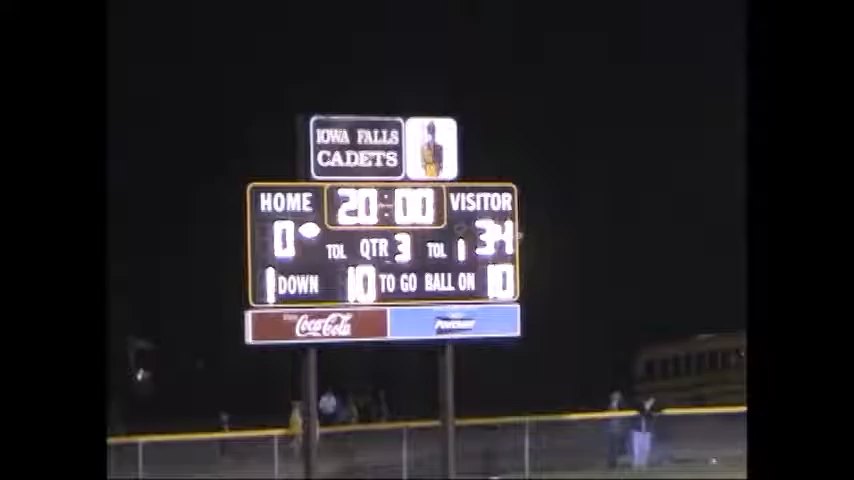 IOWA FALLS
CADETS
HOME 20:00 VISITOR
0 TOL QTR 3 TOL 1 34
1 DOWN 10 TO GO BALL ON 10
Coca-Cola POWERADE